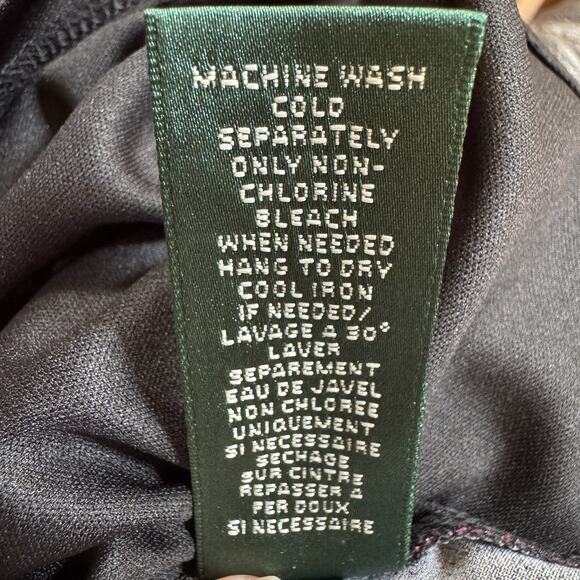 MACHINE WASH
COLD
SEPARATELY
ONLY NON-
CHLORINE
BLEACH
WHEN NEEDED
HANG TO DRY
COOL IRON
IF NEEDED/
LAVAGE A 30°
LAVER
SEPAREMENT
EAU DE JAVEL
NON CHLOREE
UNIQUEMENT
SI NECESSAIRE
SECHAGE
SUR CINTRE
REPASSER A
FER DOUX
SI NECESSAIRE